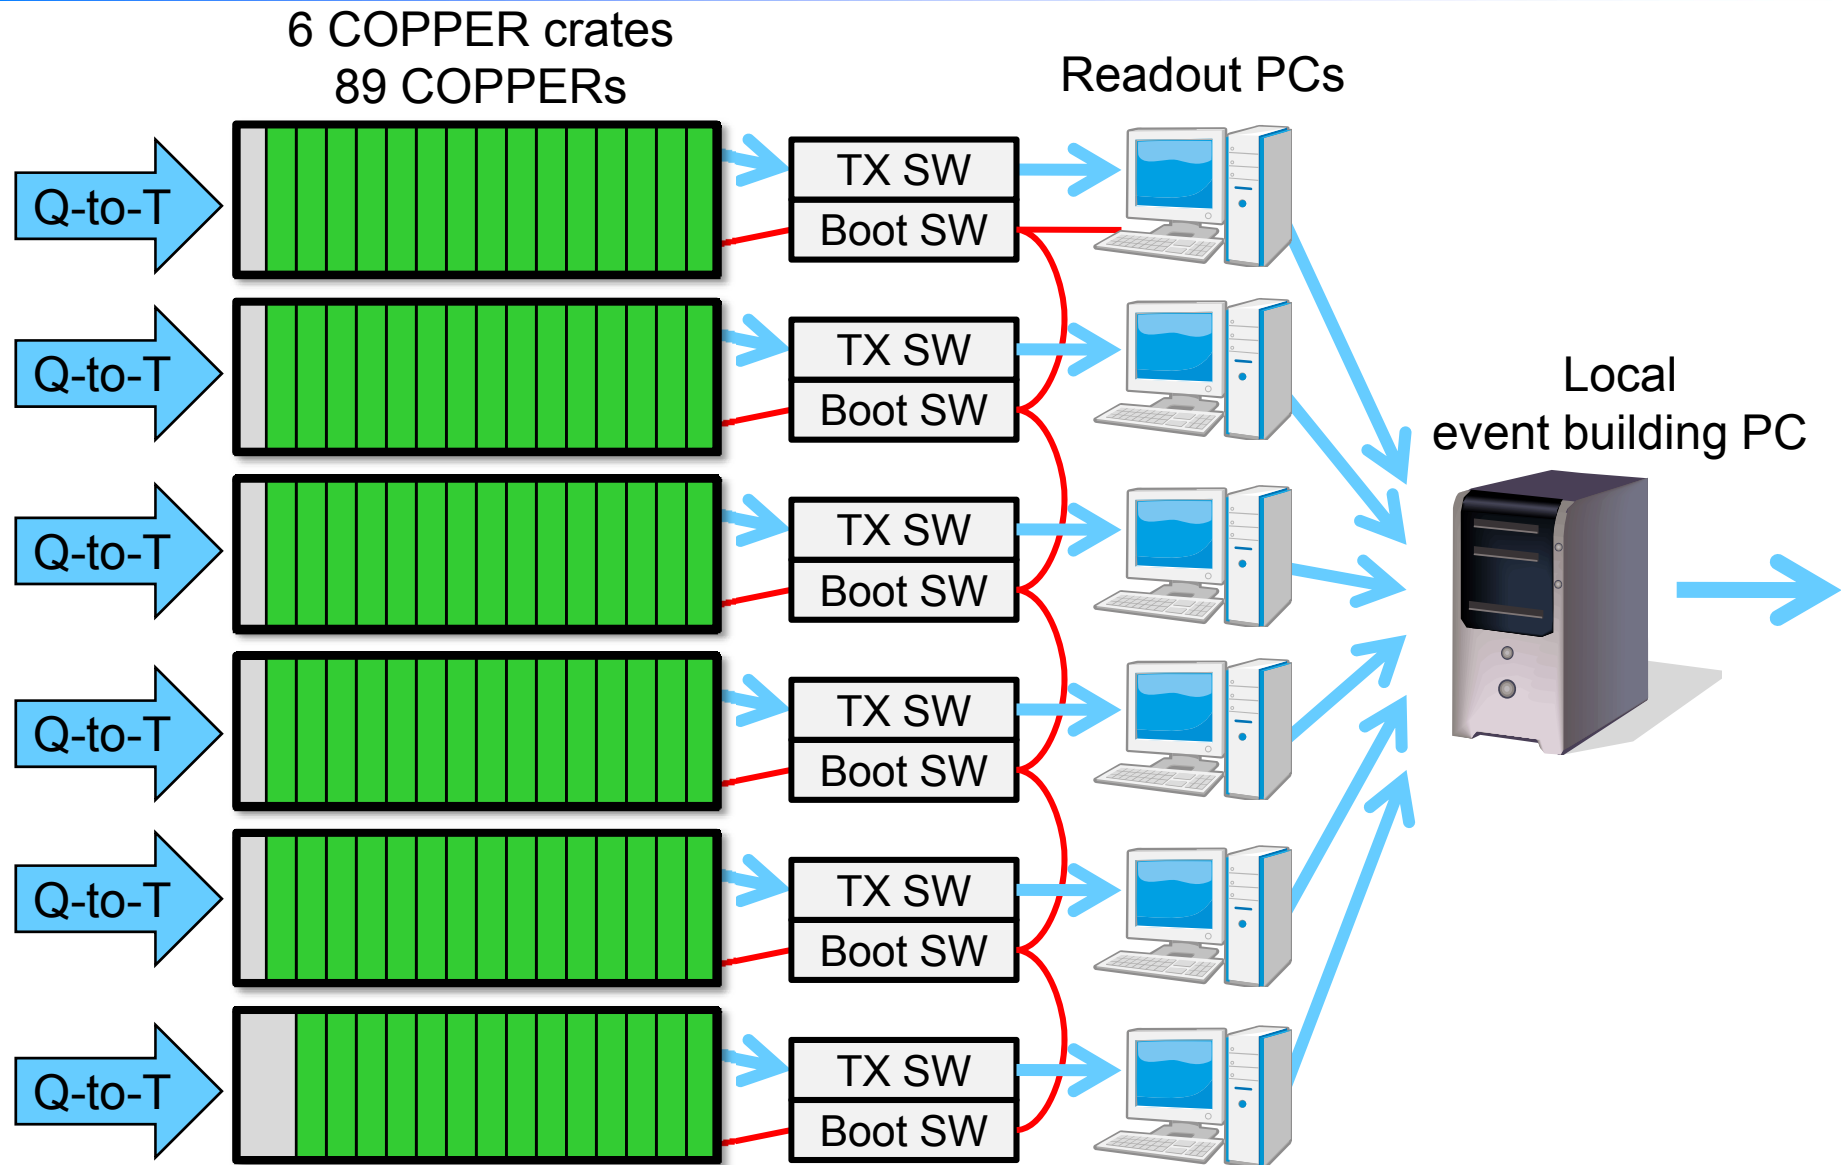 6 COPPER crates
89 COPPERs
Readout PCs
Q-to-T
TX SW
Boot SW
Q-to-T
TX SW
Boot SW
Local
event building PC
Q-to-T
TX SW
Boot SW
Q-to-T
TX SW
Boot SW
Q-to-T
TX SW
Boot SW
Q-to-T
TX SW
Boot SW